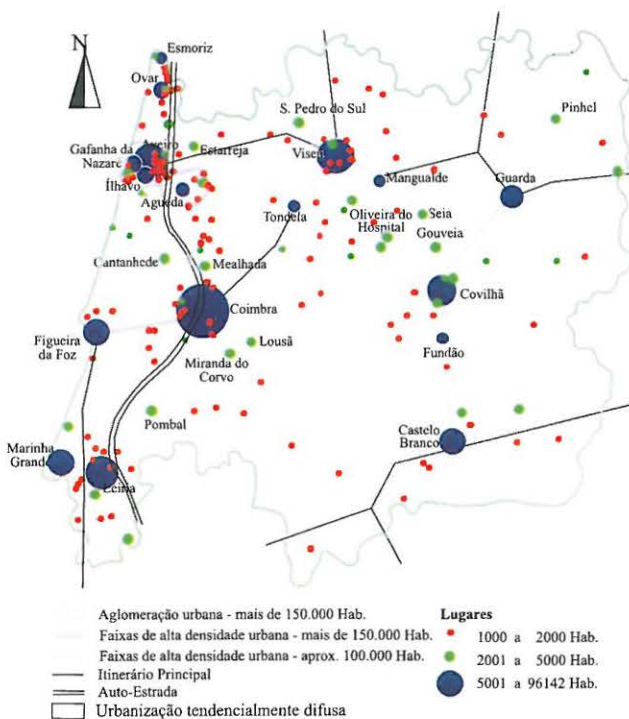 N
Esmoriz
Ovar
S. Pedro do Sul
Pinhel
Gafanha da
Nazaré
Aveiro
Estarreja
Viseu
Ílhavo
Águeda
Mangualde
Guarda
Tondela
Oliveira do
Hospital
Seia
Gouveia
Cantanhede
Mealhada
Coimbra
Covilhã
Figueira
da Foz
Lousã
Miranda do
Corvo
Fundão
Pombal
Castelo
Branco
Marinha
Grande
Leiria
Aglomeração urbana - mais de 150.000 Hab.
Faixas de alta densidade urbana - mais de 150.000 Hab.
Faixas de alta densidade urbana - aprox. 100.000 Hab.
Itinerário Principal
Auto-Estrada
Urbanização tendencialmente difusa
Lugares
1000 a 2000 Hab.
2001 a 5000 Hab.
5001 a 96142 Hab.